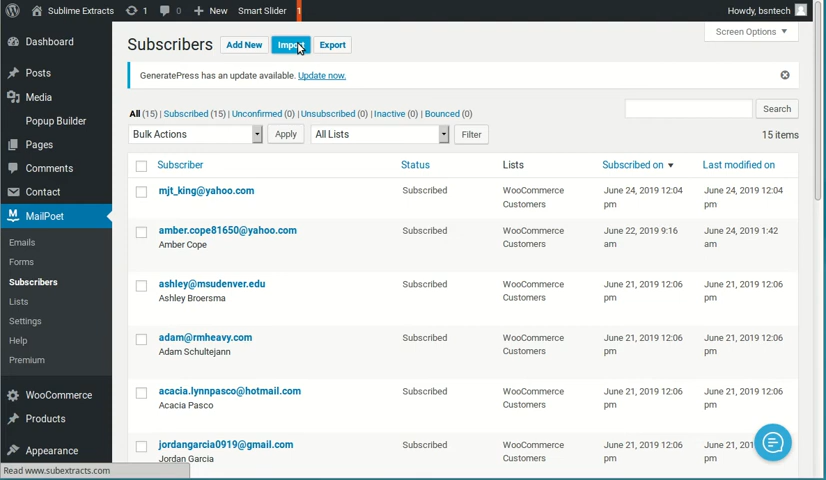 Sublime Extracts 1 0 New Smart Slider 1 Howdy, bsntech
Screen Options
Dashboard
Posts
Media
Popup Builder
Pages
Comments
Contact
MailPoet
Emails
Forms
Subscribers
Lists
Settings
Help
Premium
WooCommerce
Products
Appearance
Read www.subextracts.com
Subscribers Add New Import Export
GeneratePress has an update available. Update now.
All (15) | Subscribed (15) | Unconfirmed (0) | Unsubscribed (0) | Inactive (0) | Bounced (0)
Search
Bulk Actions Apply All Lists Filter
15 items
Subscriber Status Lists Subscribed on Last modified on
mjt_king@yahoo.com Subscribed WooCommerce June 24, 2019 12:04 June 24, 2019 12:04
Customers pm pm
amber.cope81650@yahoo.com Subscribed WooCommerce June 22, 2019 9:16 June 24, 2019 1:42
Amber Cope Customers am am
ashley@msudenver.edu Subscribed WooCommerce June 21, 2019 12:06 June 21, 2019 12:06
Ashley Broersma Customers pm pm
adam@rmheavy.com Subscribed WooCommerce June 21, 2019 12:06 June 21, 2019 12:06
Adam Schultejann Customers pm pm
acacia.lynnpasco@hotmail.com Subscribed WooCommerce June 21, 2019 12:06 June 21, 2019 12:06
Acacia Pasco Customers pm pm
jordangarcia0919@gmail.com Subscribed WooCommerce June 21, 2019 12:06 June 21, 12:06
Jordan Garcia Customers pm pm